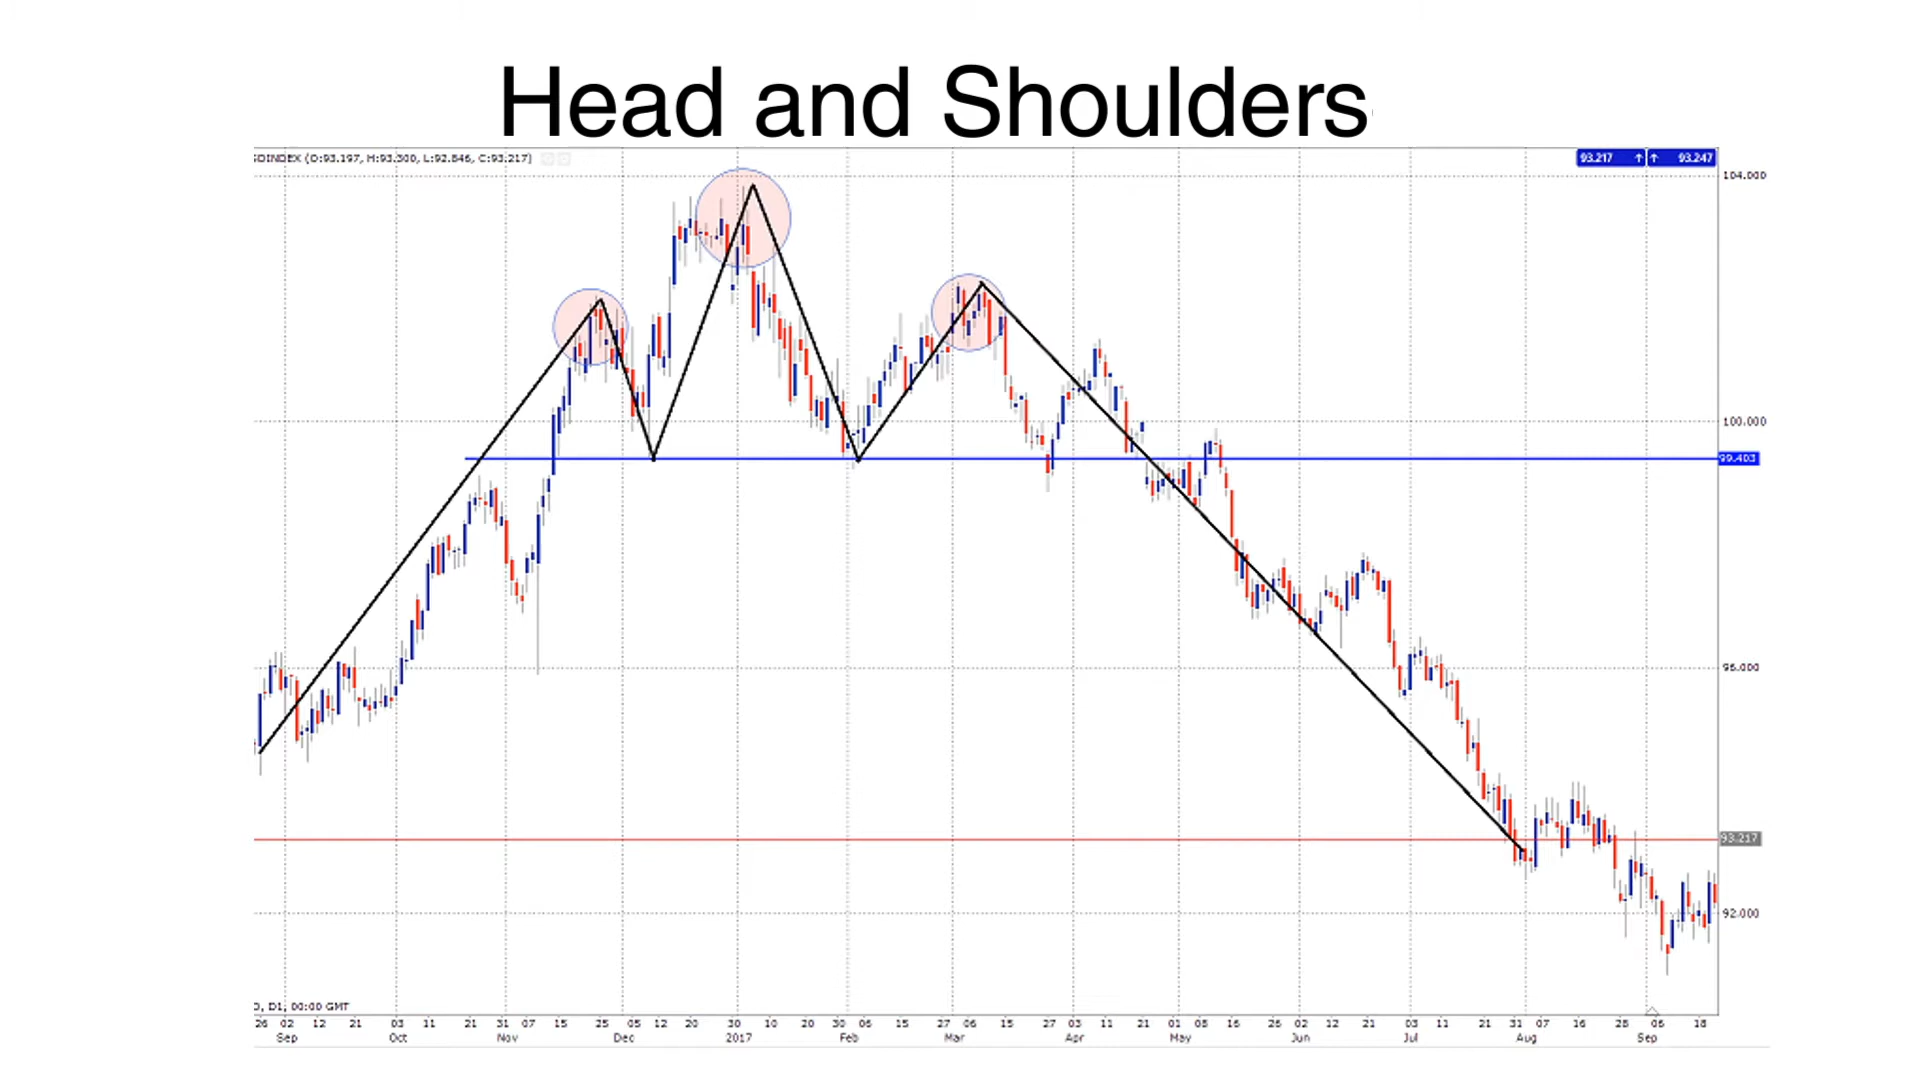 Head and Shoulders
SDINDEX (O:93.197, H:93.300, L:92.846, C:93.217)
93.217 ↑ ↑ 93.247
104.000
100.000
99.403
96.000
93.217
92.000
D, D1; 00:00 GMT
26 02 12 21 03 11 21 31 07 15 25 05 12 20 30 10 20 30 06 15 27 06 15 27 03 11 21 01 08 16 26 02 12 21 03 11 21 31 07 16 28 06 18
Sep Oct Nov Dec 2017 Feb Mar Apr May Jun Jul Aug Sep